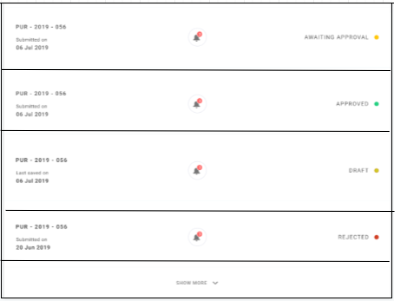 PUR - 2019 - 056
Submitted on
06 Jul 2019
AWAITING APPROVAL
PUR - 2019 - 056
Submitted on
06 Jul 2019
APPROVED
PUR - 2019 - 056
Last saved on
06 Jul 2019
DRAFT
PUR - 2019 - 056
Submitted on
20 Jun 2019
REJECTED
SHOW MORE